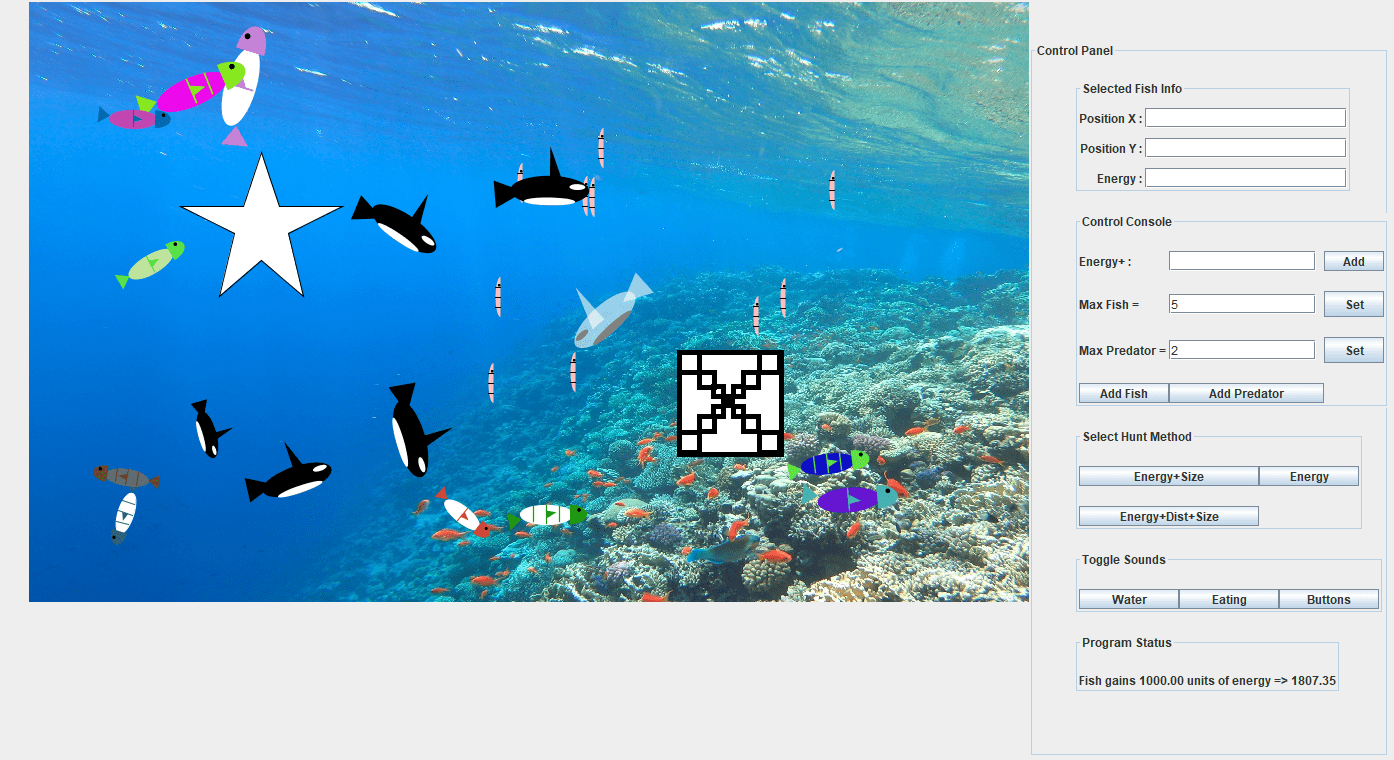 Control Panel
Selected Fish Info
Position X :
Position Y :
Energy :
Control Console
Energy+ : Add
Max Fish = 5 Set
Max Predator = 2 Set
Add Fish Add Predator
Select Hunt Method
Energy+Size Energy
Energy+Dist+Size
Toggle Sounds
Water Eating Buttons
Program Status
Fish gains 1000.00 units of energy => 1807.35